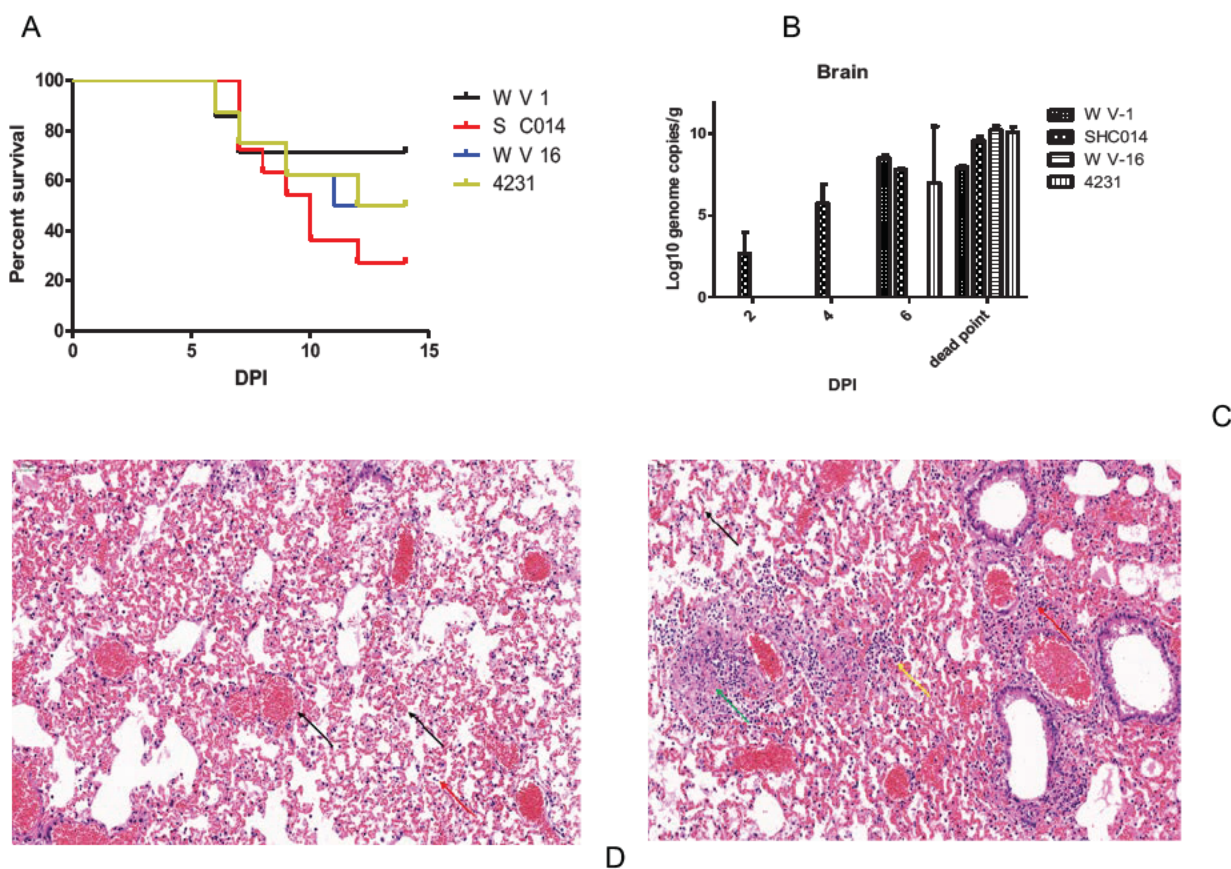 A
B
Percent survival
100
80
60
40
20
0
0
5
10
15
DPI
W V 1
S C014
W V 16
4231
Brain
Log10 genome copies/g
10
5
0
2
4
6
dead point
DPI
W V-1
SHC014
W V-16
4231
C
D